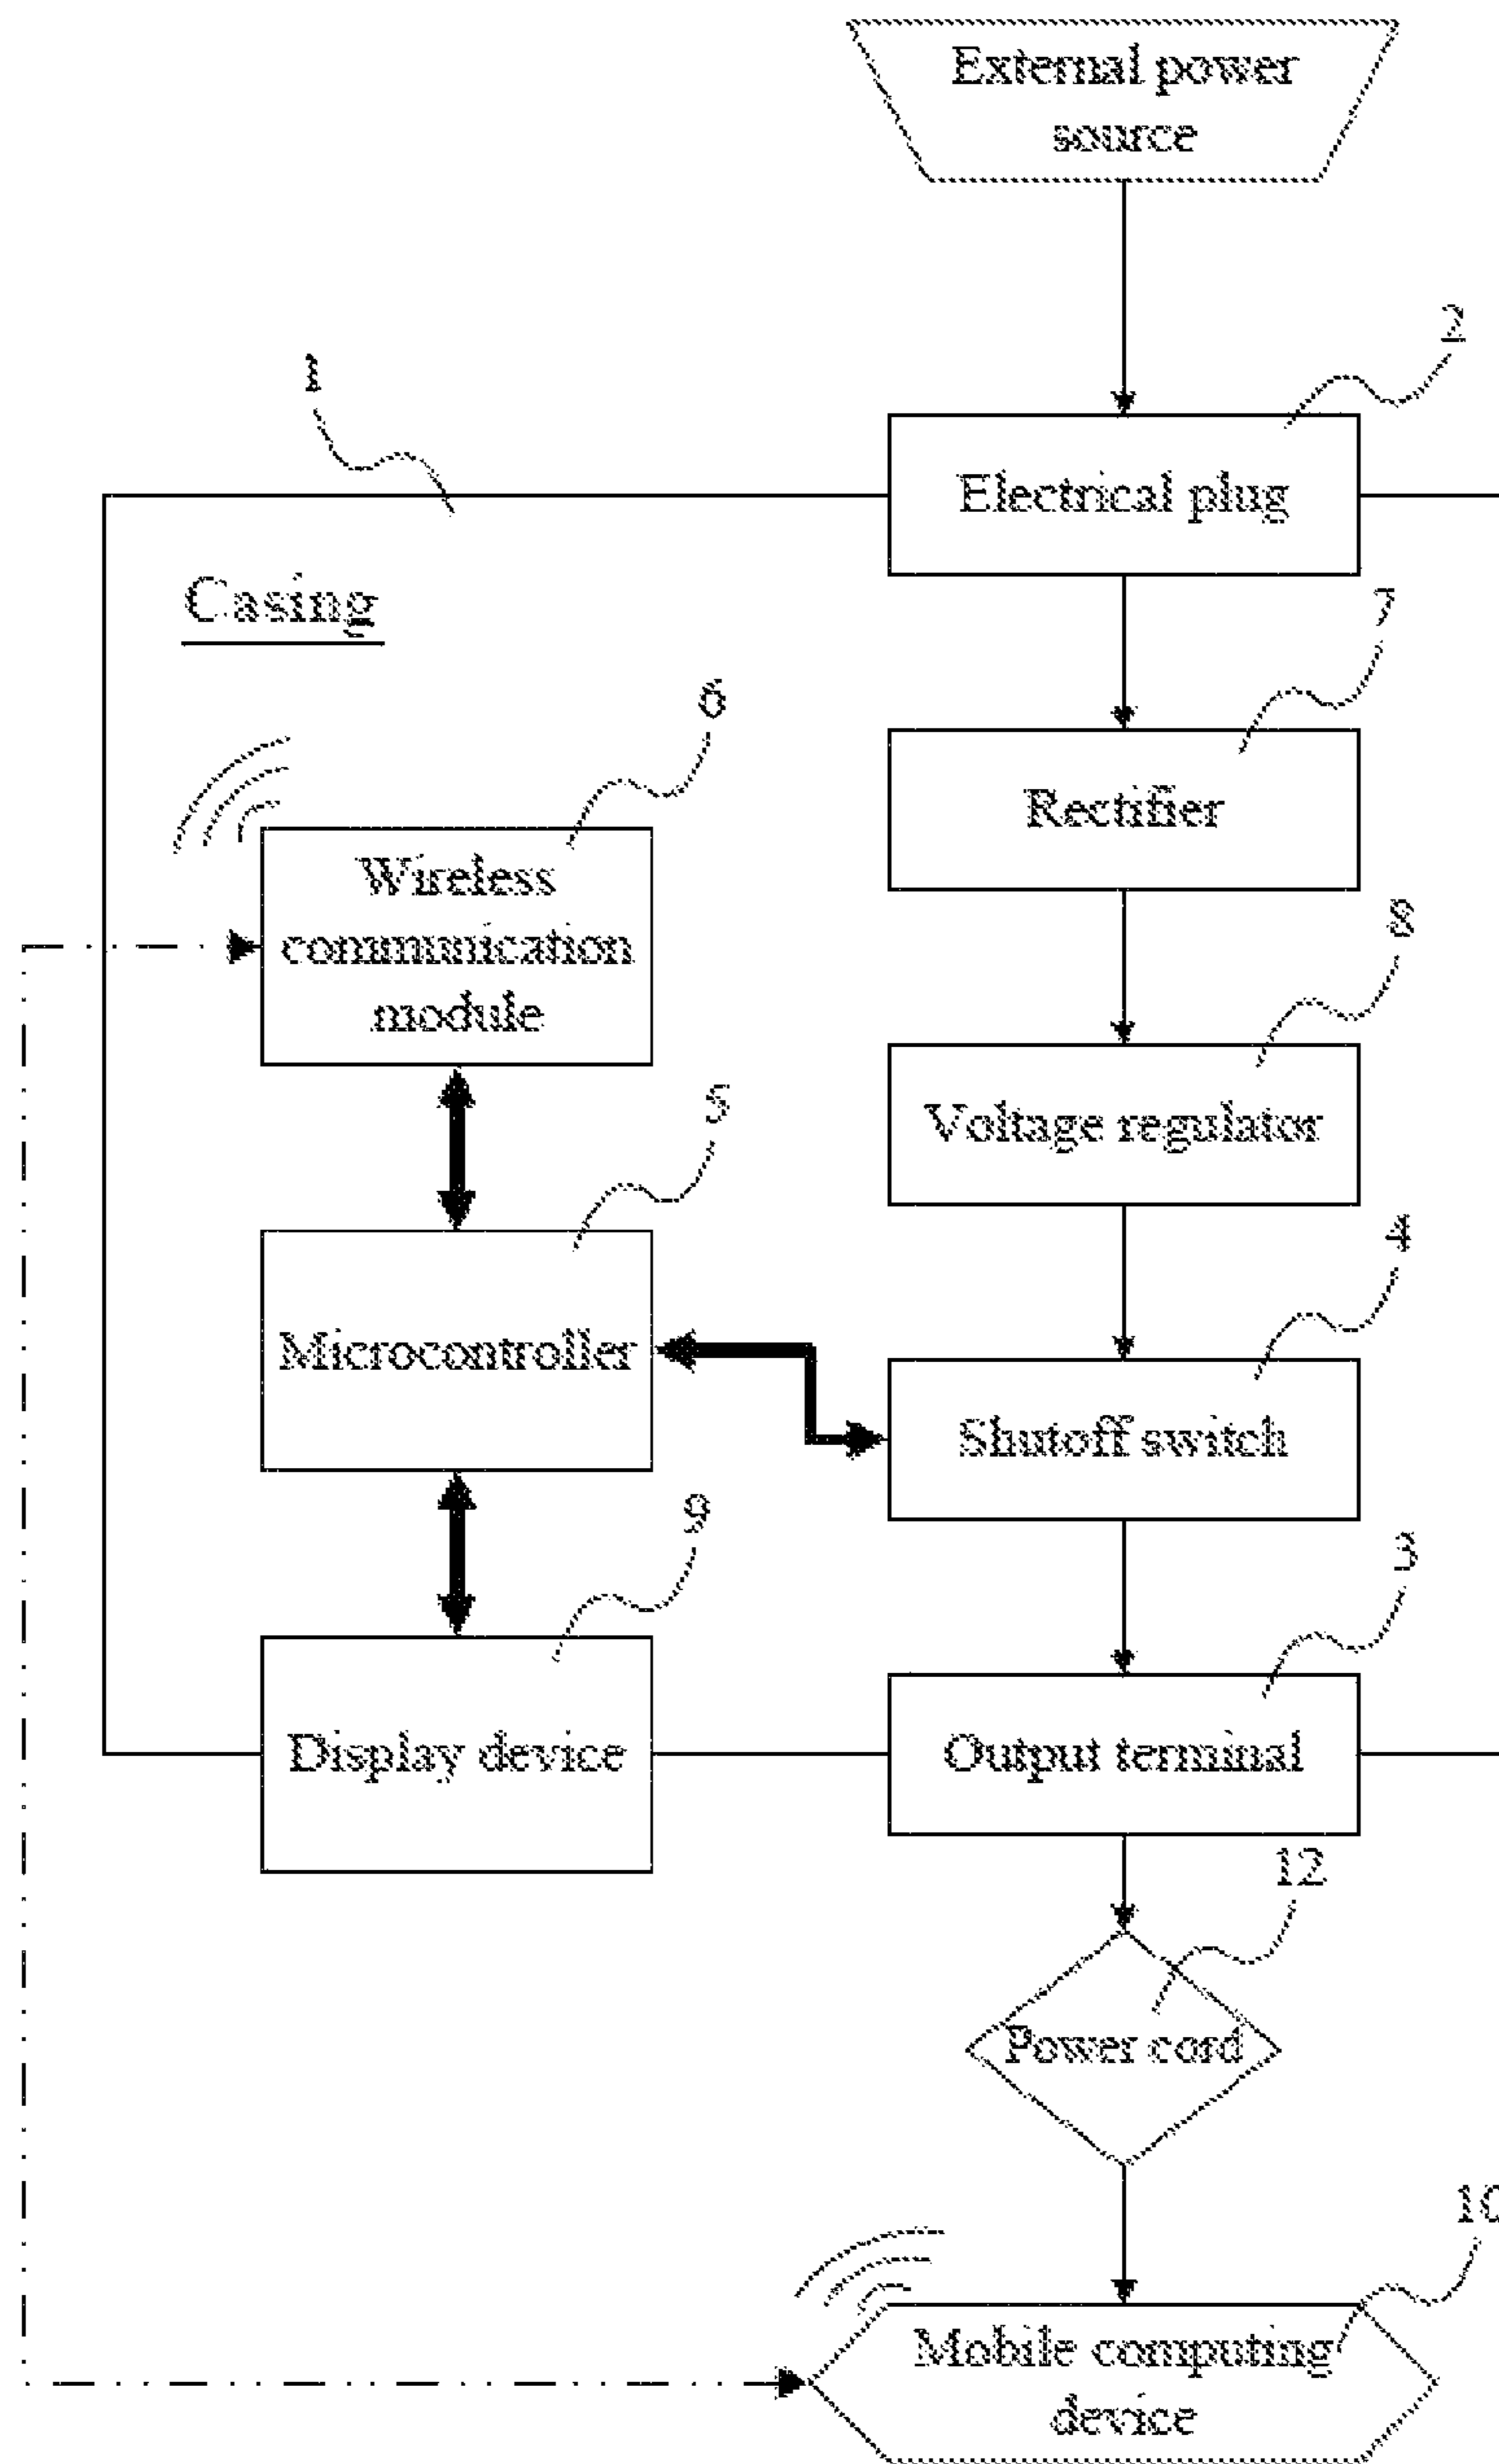 External power
source
2
1
Electrical plug
Casing
7
6
Rectifier
Wireless
communication
module
8
Voltage regulator
5
4
Microcontroller
Shutoff switch
9
3
Display device
Output terminal
12
Power cord
10
Mobile computing
device